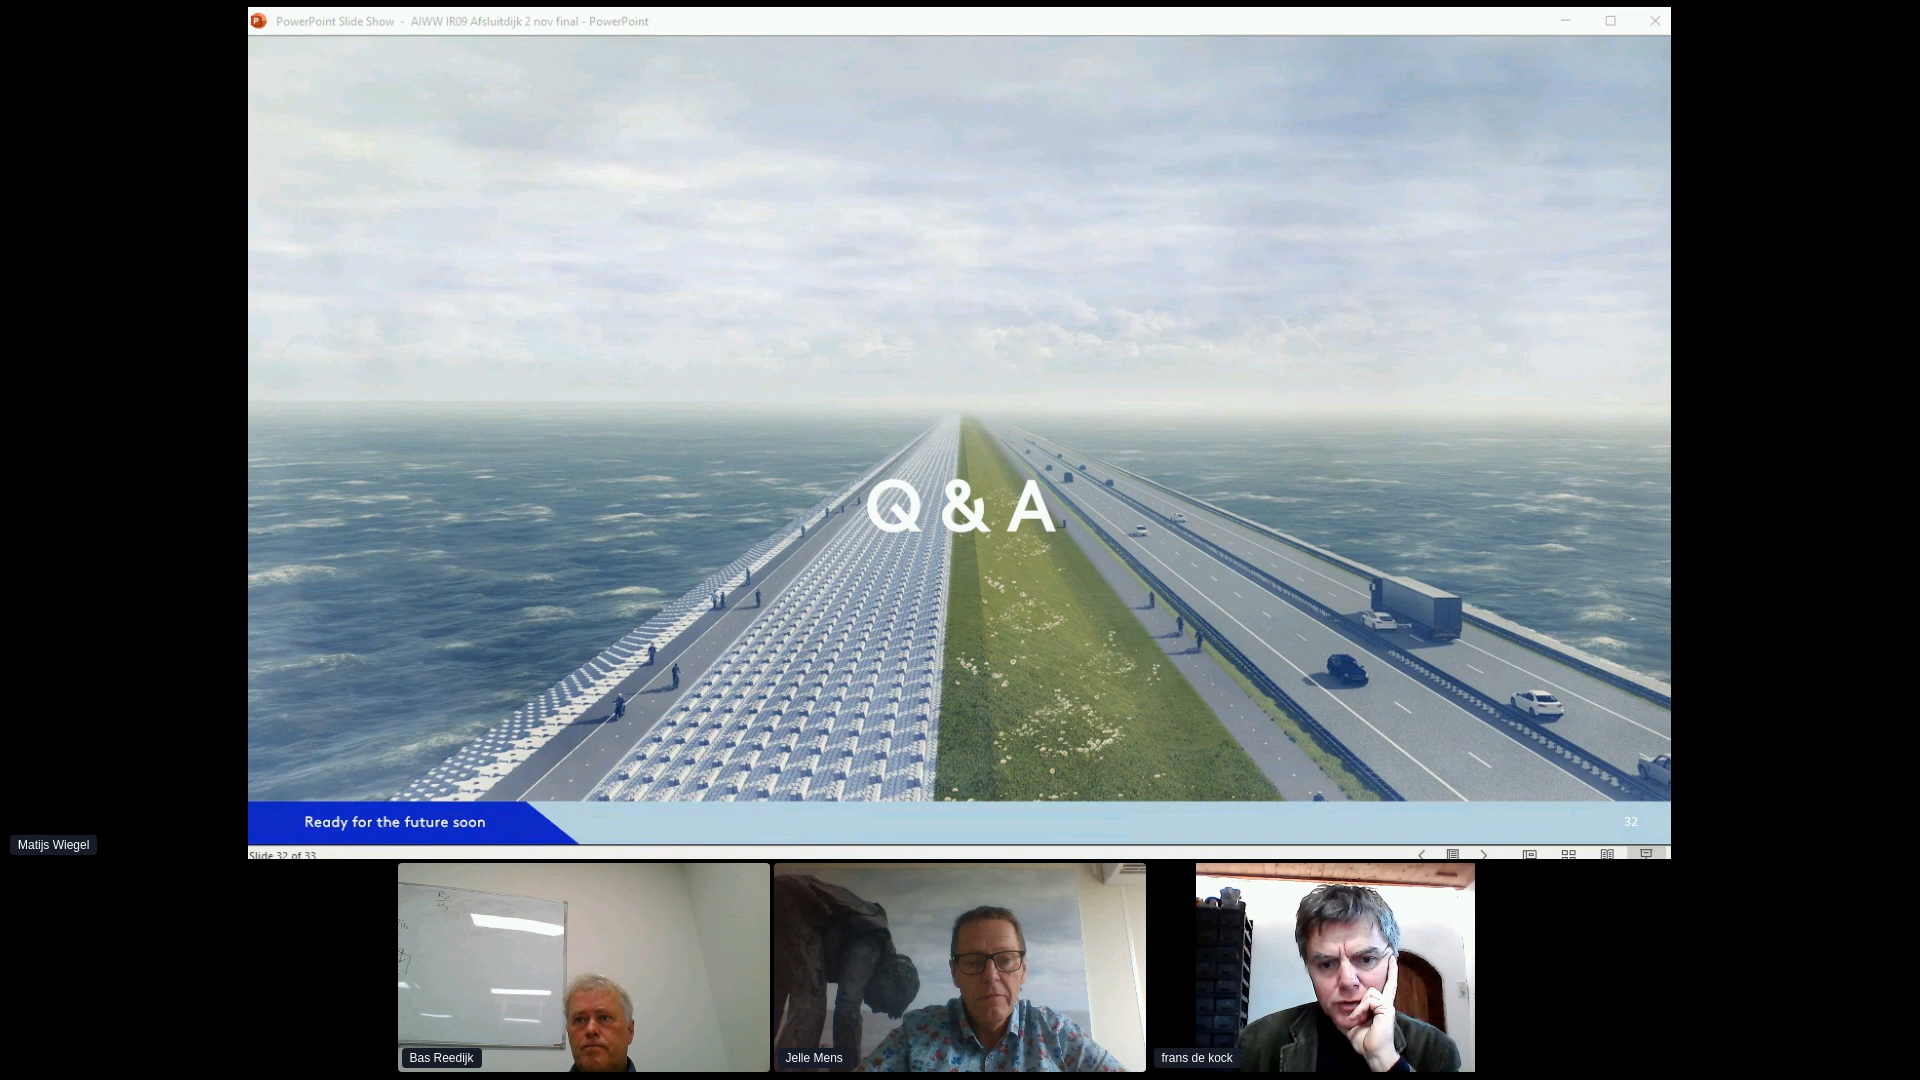 PowerPoint Slide Show - AIWW IR09 Afsluitdijk 2 nov final - PowerPoint
Q & A
Ready for the future soon
32
Slide 32 of 33
Matijs Wiegel
Bas Reedijk
Jelle Mens
frans de kock